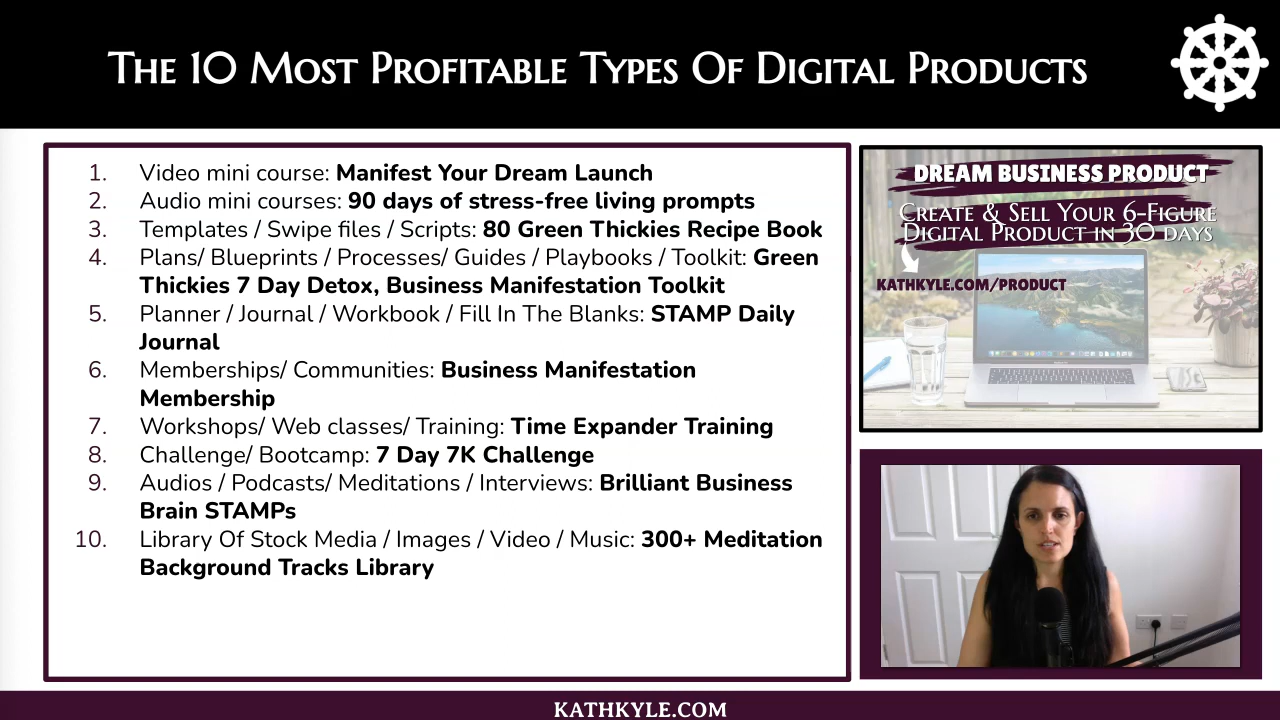 The 10 Most Profitable Types Of Digital Products
1. Video mini course: Manifest Your Dream Launch
2. Audio mini courses: 90 days of stress-free living prompts
3. Templates / Swipe files / Scripts: 80 Green Thickies Recipe Book
4. Plans/ Blueprints / Processes/ Guides / Playbooks / Toolkit: Green
Thickies 7 Day Detox, Business Manifestation Toolkit
5. Planner / Journal / Workbook / Fill In The Blanks: STAMP Daily
Journal
6. Memberships/ Communities: Business Manifestation
Membership
7. Workshops/ Web classes/ Training: Time Expander Training
8. Challenge/ Bootcamp: 7 Day 7K Challenge
9. Audios / Podcasts/ Meditations / Interviews: Brilliant Business
Brain STAMPs
10. Library Of Stock Media / Images / Video / Music: 300+ Meditation
Background Tracks Library
DREAM BUSINESS PRODUCT
Create & Sell Your 6-Figure
Digital Product in 30 days
KATHKYLE.COM/PRODUCT
KATHKYLE.COM